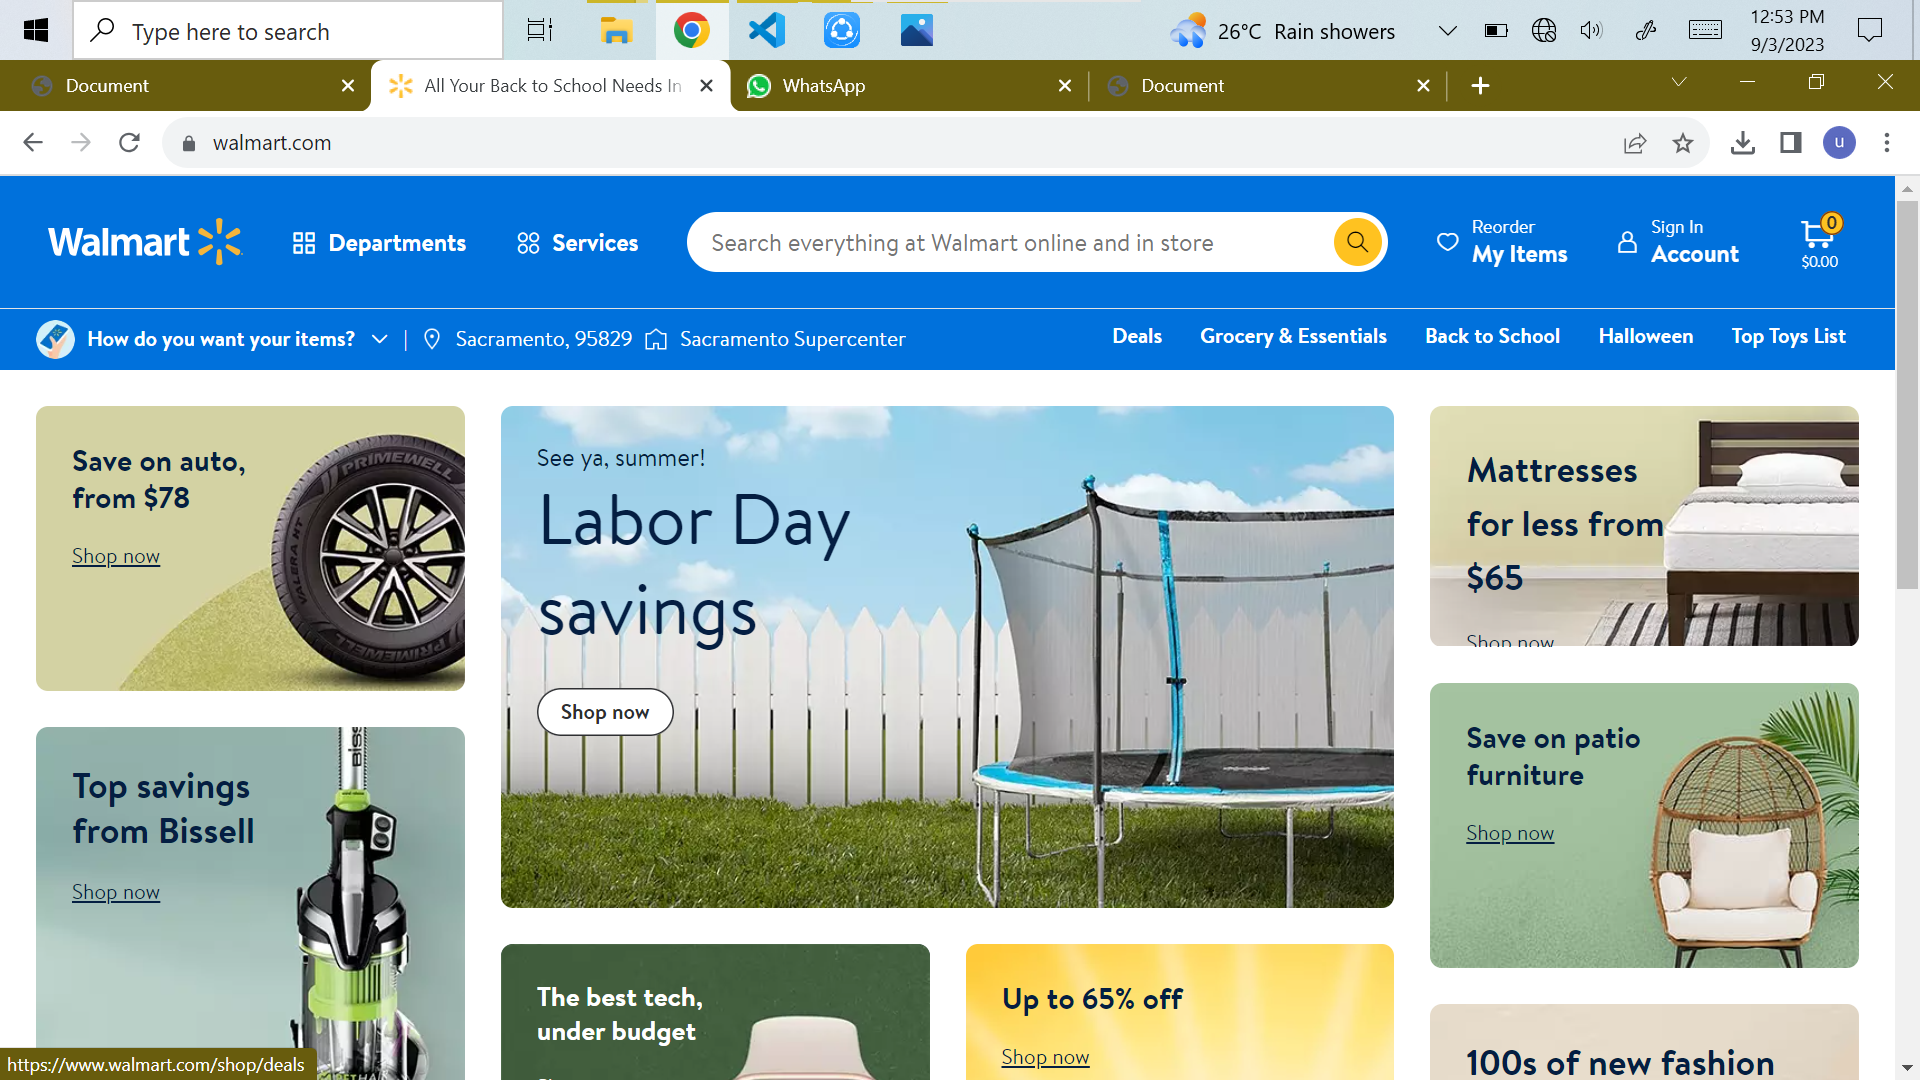 Type here to search
26°C Rain showers
12:53 PM
9/3/2023
Document
All Your Back to School Needs In
WhatsApp
Document
walmart.com
u
Walmart
Departments
Services
Search everything at Walmart online and in store
Reorder
My Items
Sign In
Account
0
$0.00
How do you want your items?
Sacramento, 95829
Sacramento Supercenter
Deals
Grocery & Essentials
Back to School
Halloween
Top Toys List
Save on auto,
from $78
Shop now
PRIMEWELL
VALERA HT
PRIMEWELL
See ya, summer!
Labor Day
savings
Shop now
Mattresses
for less from
$65
Shop now
Save on patio
furniture
Shop now
Top savings
from Bissell
Shop now
The best tech,
under budget
Up to 65% off
Shop now
100s of new fashion
https://www.walmart.com/shop/deals